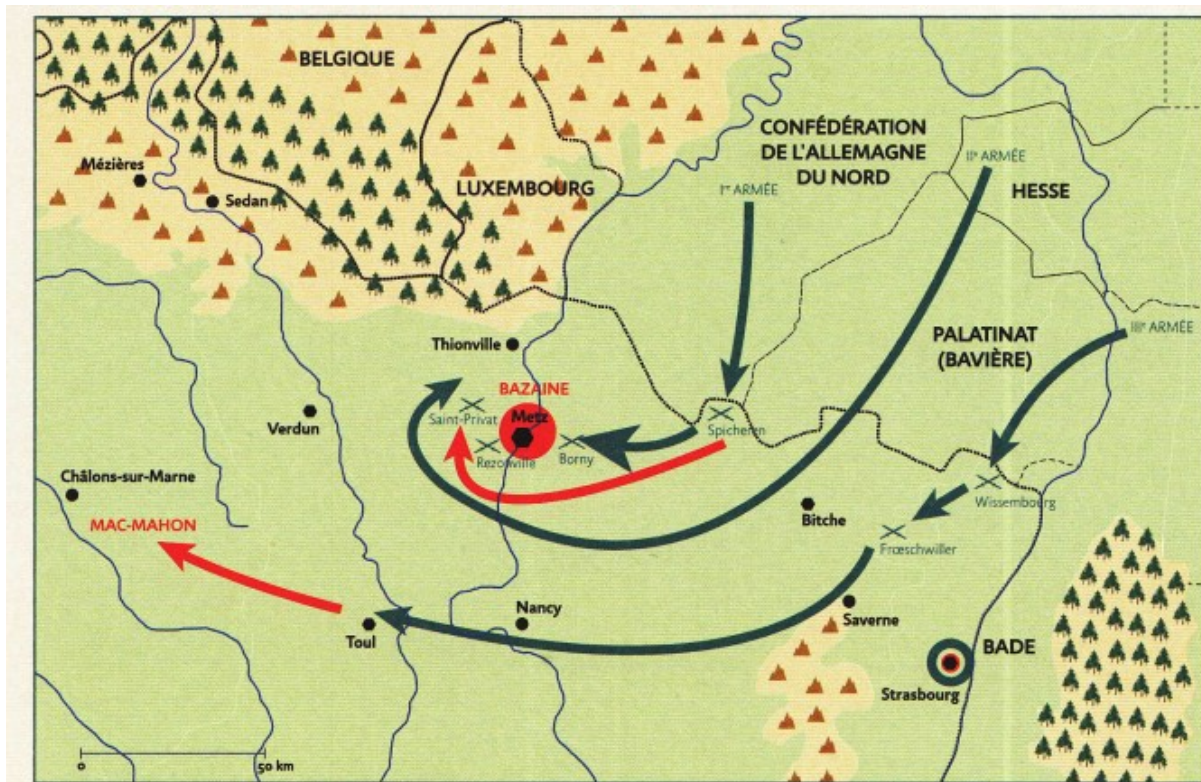 BELGIQUE
CONFÉDÉRATION
DE L'ALLEMAGNE
DU NORD
IIᵉ ARMÉE
Mézières
LUXEMBOURG
Iʳᵉ ARMÉE
HESSE
Sedan
IIIᵉ ARMÉE
PALATINAT
(BAVIÈRE)
Thionville
BAZAINE
Saint-Privat
Metz
Verdun
Spicheren
Rezonville
Borny
Châlons-sur-Marne
Wissembourg
Bitche
MAC-MAHON
Frœschwiller
Nancy
Saverne
Toul
BADE
Strasbourg
0
50 km